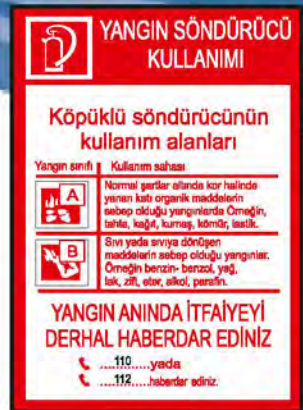 YANGIN SÖNDÜRÜCÜ
KULLANIMI
Köpüklü söndürücünün
kullanım alanları
Yangın sınıfı Kullanım sahası
A
Normal şartlar altında kor halinde
yanan katı organik maddelerin
sebep olduğu yangınlarda Örneğin,
tahta, kağıt, kumaş, kömür, lastik.
B
Sıvı yada sıvıya dönüşen
maddelerin sebep olduğu yangınlar.
Örneğin benzin- benzol, yağ,
lak, zift, eter, alkol, parafin.
YANGIN ANINDA İTFAİYEYİ
DERHAL HABERDAR EDİNİZ
.....110.....yada
.....112.....haberdar ediniz.